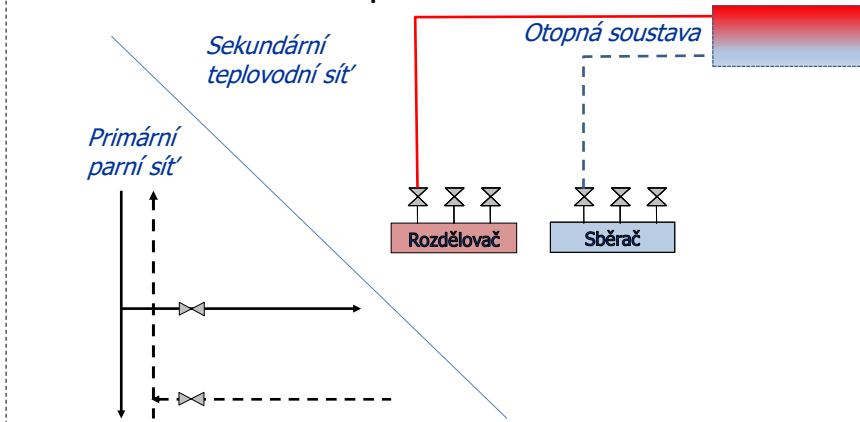 Sekundární
teplovodní síť
Otopná soustava
Primární
parní síť
Rozdělovač
Sběrač